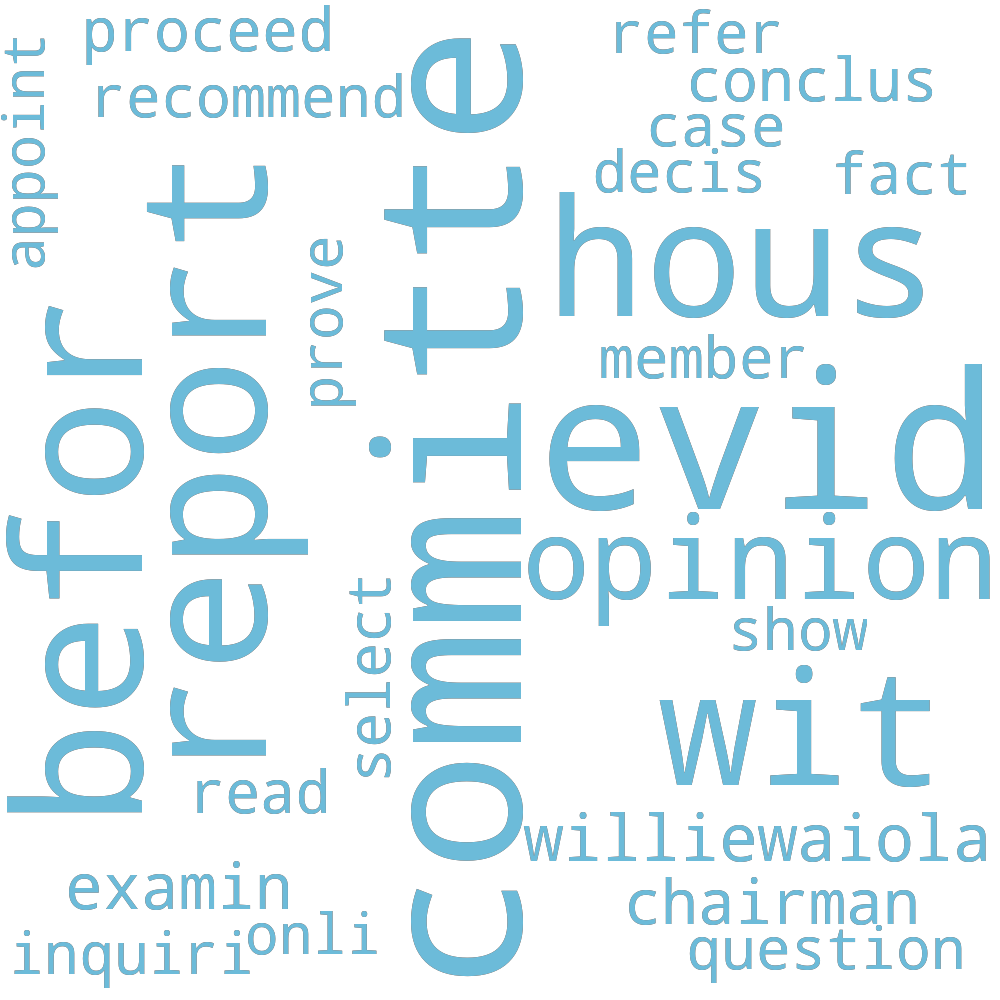 proceed
refer
recommend
conclus
case
appoint
decis
fact
report
committe
hous
prove
befor
member
evid
opinion
select
show
wit
read
williewaiola
examin
chairman
onli
inquiri
question